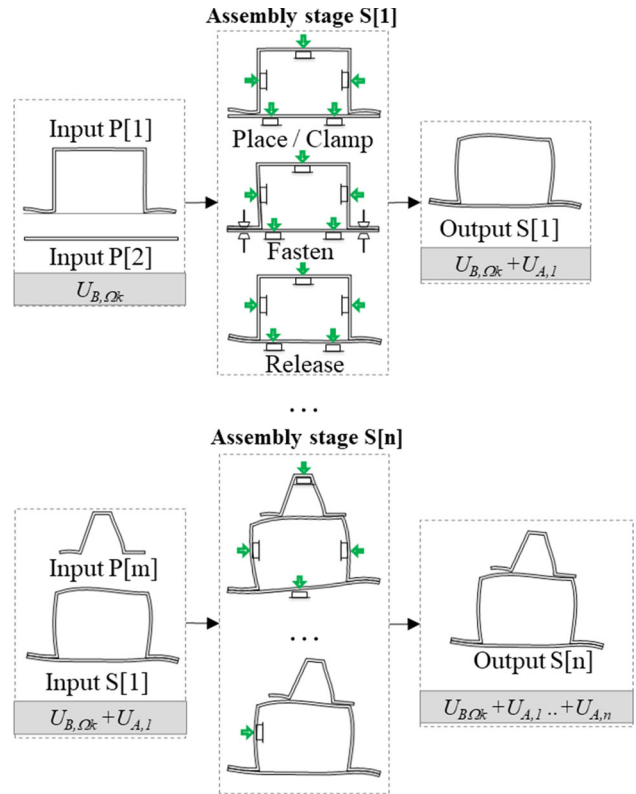 Assembly stage S[1]
Input P[1]
Input P[2]
U_{B,Ωk}
Place / Clamp
Fasten
Release
Output S[1]
U_{B,Ωk} + U_{A,1}
...
Assembly stage S[n]
Input P[m]
Input S[1]
U_{B,Ωk} + U_{A,1}
...
Output S[n]
U_{BΩk} + U_{A,1} .. + U_{A,n}